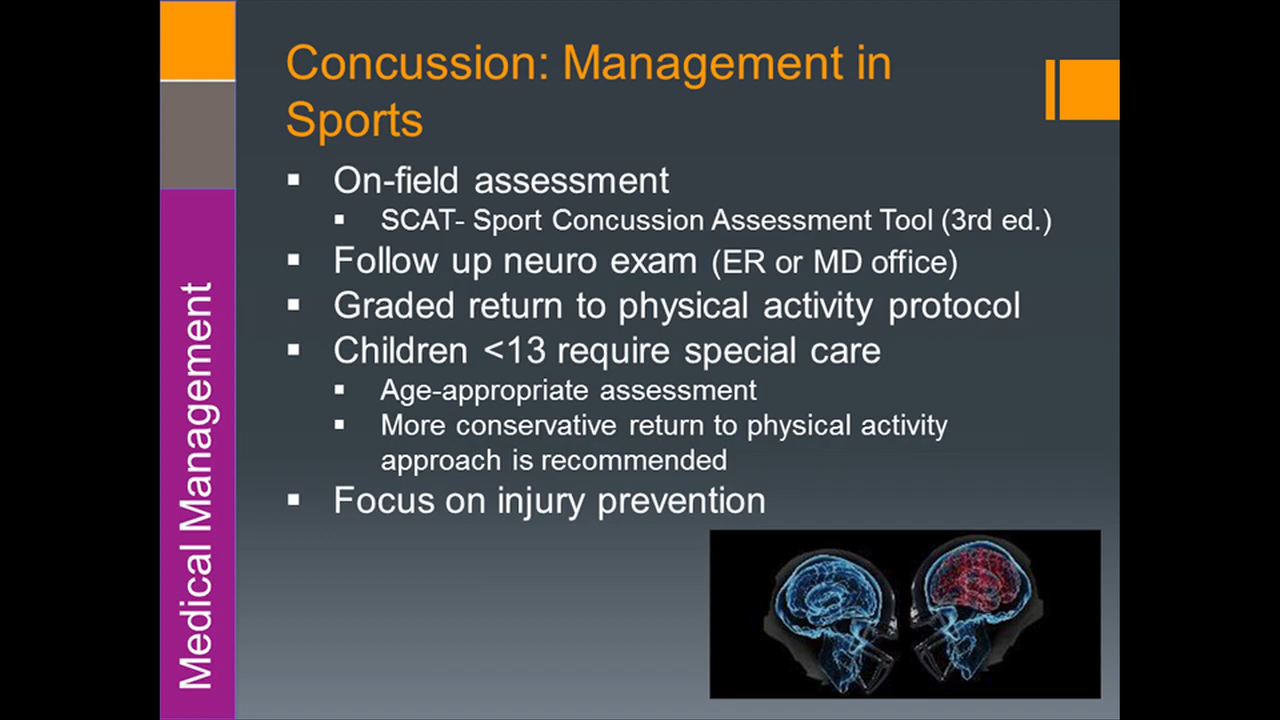 Concussion: Management in
Sports
▪ On-field assessment
▪ SCAT- Sport Concussion Assessment Tool (3rd ed.)
▪ Follow up neuro exam (ER or MD office)
▪ Graded return to physical activity protocol
▪ Children <13 require special care
▪ Age-appropriate assessment
▪ More conservative return to physical activity
approach is recommended
▪ Focus on injury prevention
Medical Management